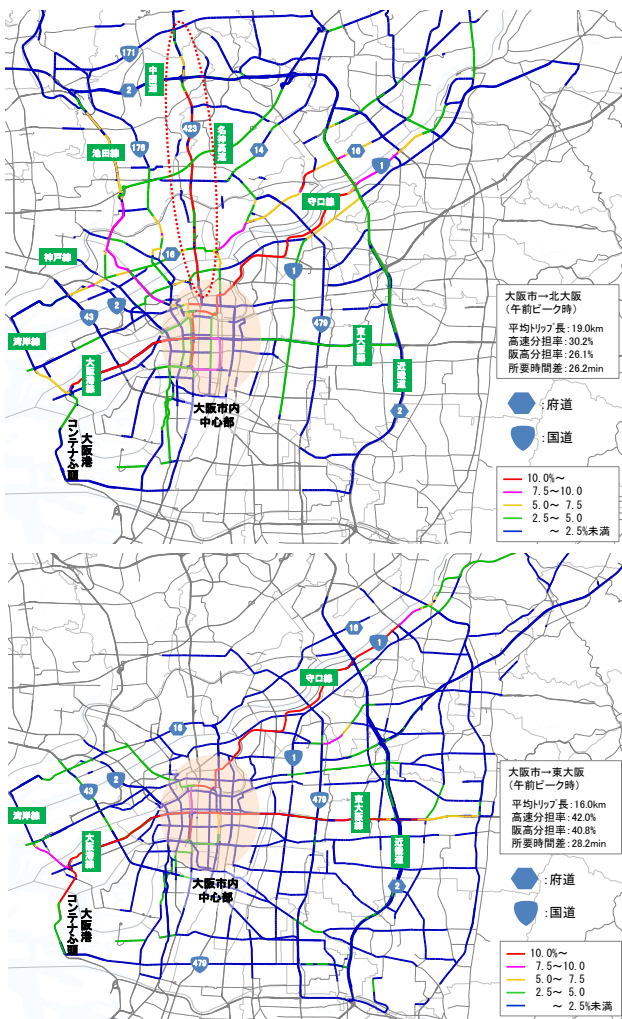 171
2
中国道
423
名神高速
176
池田線
14
16
1
守口線
神戸線
16
2
43
1
479
湾岸線
大阪港線
東大阪線
近畿道
2
大阪市内
中心部
大阪港
コンテナふ頭
大阪市→北大阪
(午前ピーク時)
平均トリップ長:19.0km
高速分担率:30.2%
阪高分担率:26.1%
所要時間差:26.2min
:府道
:国道
10.0%~
7.5~10.0
5.0~ 7.5
2.5~ 5.0
~ 2.5%未満
16
1
守口線
16
2
43
1
479
湾岸線
大阪港線
東大阪線
近畿道
2
大阪市内
中心部
大阪港
コンテナふ頭
479
大阪市→東大阪
(午前ピーク時)
平均トリップ長:16.0km
高速分担率:42.0%
阪高分担率:40.8%
所要時間差:28.2min
:府道
:国道
10.0%~
7.5~10.0
5.0~ 7.5
2.5~ 5.0
~ 2.5%未満